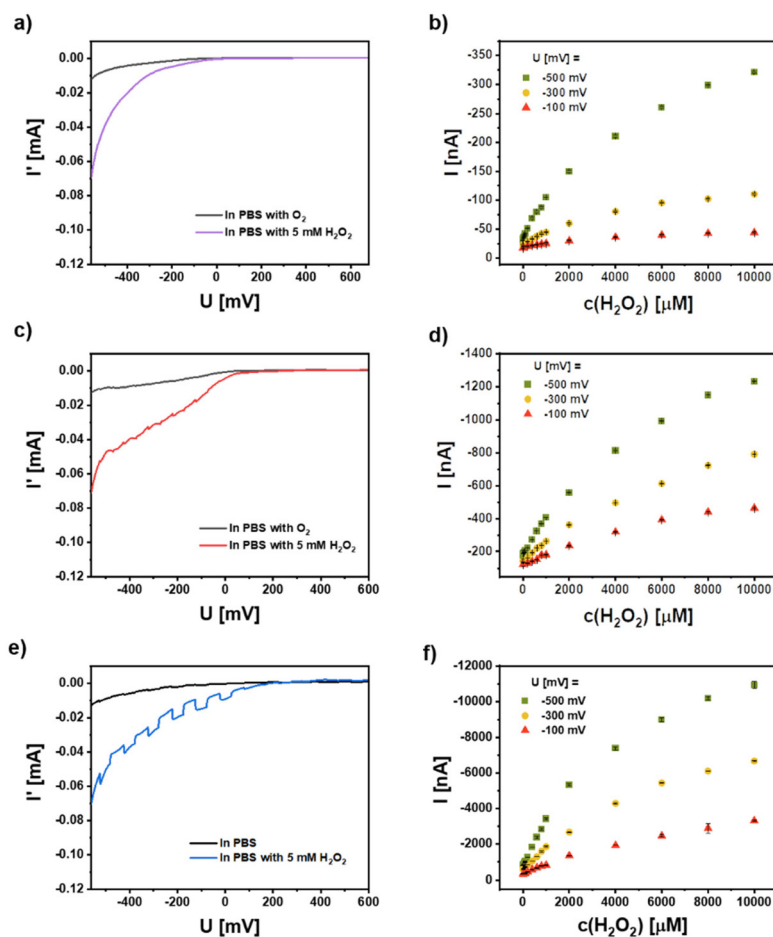 a)
0.00
-0.02
-0.04
-0.06
-0.08
-0.10
-0.12
I' [mA]
In PBS with O₂
In PBS with 5 mM H₂O₂
-400 -200 0 200 400 600
U [mV]
b)
-350
-300
-250
-200
-150
-100
-50
0
I [nA]
U [mV] =
-500 mV
-300 mV
-100 mV
0 2000 4000 6000 8000 10000
c(H₂O₂) [µM]
c)
0.00
-0.02
-0.04
-0.06
-0.08
-0.10
-0.12
I' [mA]
In PBS with O₂
In PBS with 5 mM H₂O₂
-400 -200 0 200 400 600
U [mV]
d)
-1400
-1200
-1000
-800
-600
-400
-200
I [nA]
U [mV] =
-500 mV
-300 mV
-100 mV
0 2000 4000 6000 8000 10000
c(H₂O₂) [µM]
e)
0.00
-0.02
-0.04
-0.06
-0.08
-0.10
-0.12
I' [mA]
In PBS
In PBS with 5 mM H₂O₂
-400 -200 0 200 400 600
U [mV]
f)
-12000
-10000
-8000
-6000
-4000
-2000
0
I [nA]
U [mV] =
-500 mV
-300 mV
-100 mV
0 2000 4000 6000 8000 10000
c(H₂O₂) [µM]